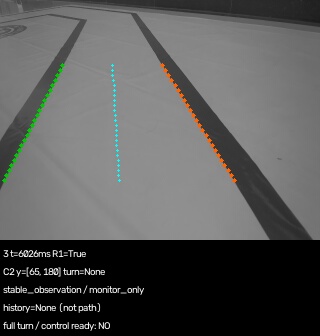 3 t=6026ms R1=True
C2 y=[65, 180] turn=None
stable_observation / monitor_only
history=None (not path)
full turn / control ready: NO